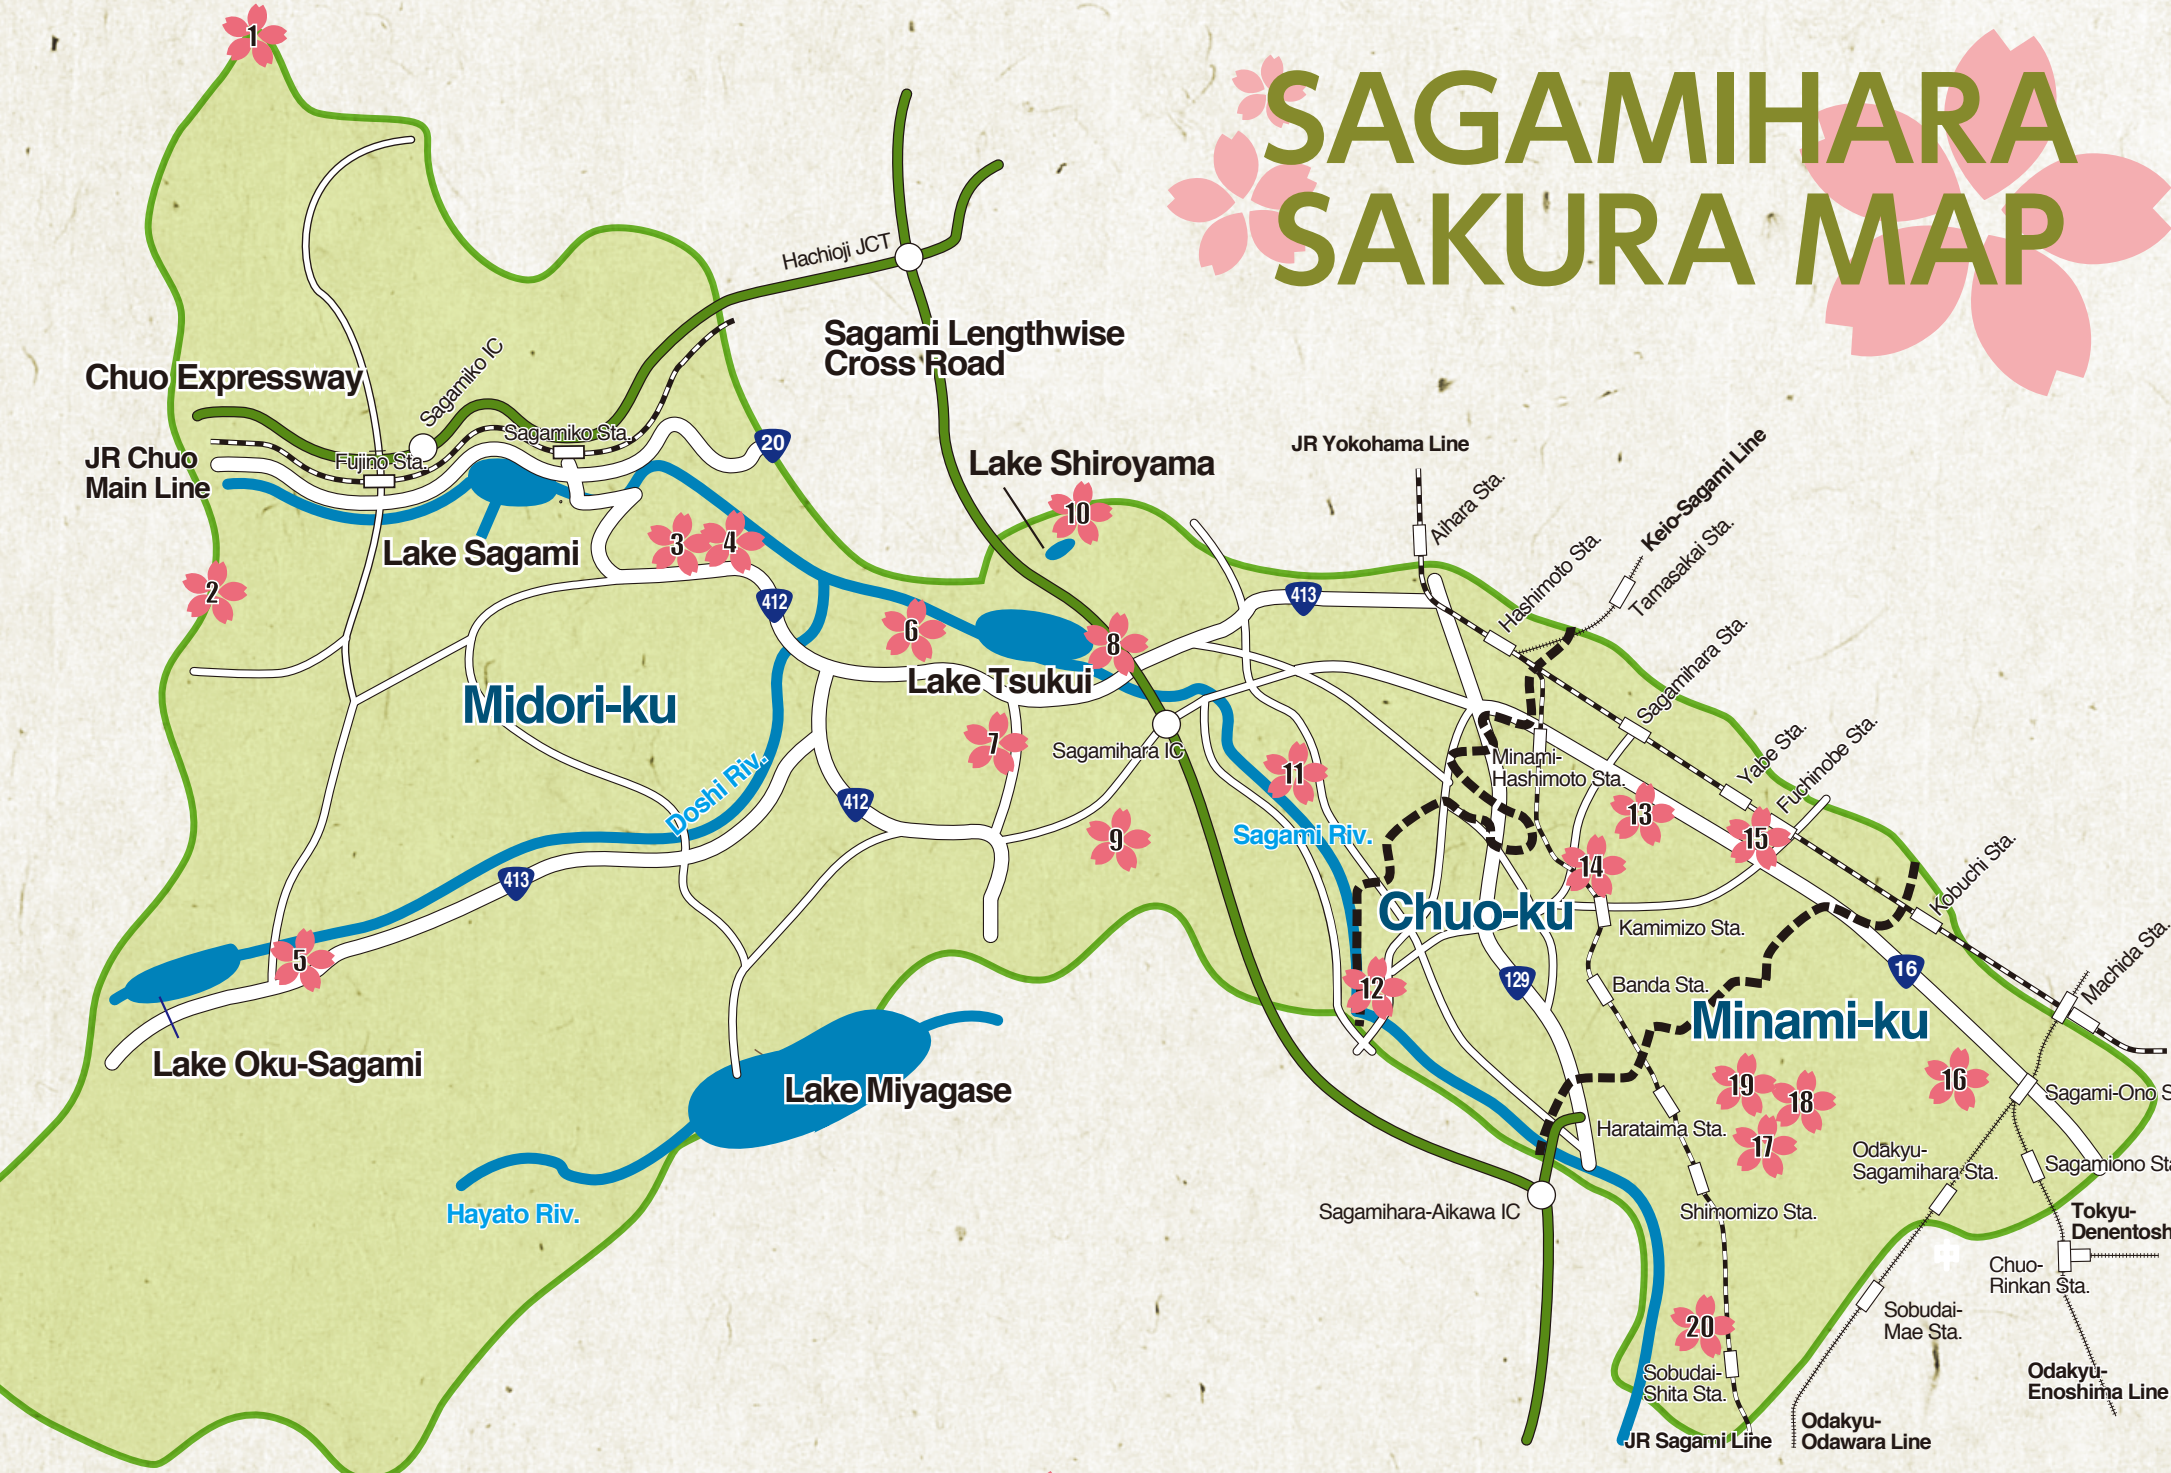 SAGAMIHARA
SAKURA MAP
1
Hachioji JCT
Sagami Lengthwise
Cross Road
Chuo Expressway
Sagamiko IC
Sagamiko Sta.
20
JR Chuo
Main Line
Fujino Sta.
Lake Shiroyama
JR Yokohama Line
Keio-Sagami Line
Aihara Sta.
Tamasakai Sta.
Hashimoto Sta.
10
Lake Sagami
3
4
2
412
413
6
8
Lake Tsukui
Sagamihara Sta.
Midori-ku
7
Sagamihara IC
Minami-
Hashimoto Sta.
Yabe Sta.
Fuchinobe Sta.
11
Doshi Riv.
412
13
9
Sagami Riv.
15
14
413
Chuo-ku
Kobuchi Sta.
Kamimizo Sta.
5
12
129
Banda Sta.
16
Machida Sta.
Minami-ku
Lake Oku-Sagami
Lake Miyagase
19
18
16
17
Sagami-Ono S
Harataima Sta.
Odakyu-
Sagamihara Sta.
Sagamiono Sta
Hayato Riv.
Sagamihara-Aikawa IC
Shimomizo Sta.
Tokyu-
Denentosh
Chuo-
Rinkan Sta.
20
Sobudai-
Mae Sta.
Sobudai-
Shita Sta.
Odakyu-
Enoshima Line
JR Sagami Line
Odakyu-
Odawara Line